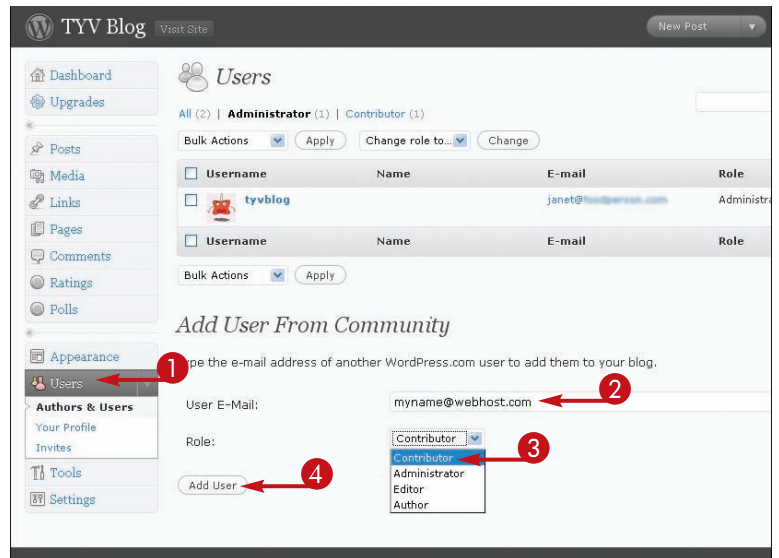 TYV Blog Visit Site New Post
Dashboard
Upgrades
Posts
Media
Links
Pages
Comments
Ratings
Polls
Appearance
Users
Authors & Users
Your Profile
Invites
Tools
Settings
Users
All (2) | Administrator (1) | Contributor (1)
Bulk Actions Apply Change role to... Change
Username Name E-mail Role
tyvblog janet@ Administra
Username Name E-mail Role
Bulk Actions Apply
Add User From Community
ype the e-mail address of another WordPress.com user to add them to your blog.
1
User E-Mail: myname@webhost.com
2
Role: Contributor
Contributor
3
Administrator
Editor
Author
Add User
4